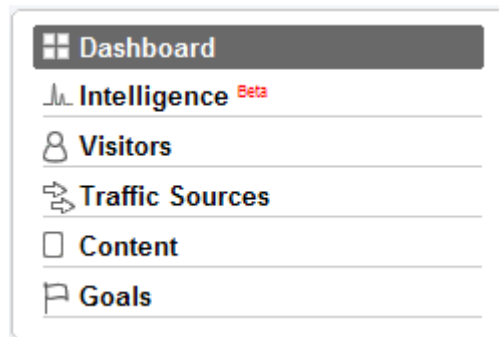 Dashboard
Intelligence Beta
Visitors
Traffic Sources
Content
Goals